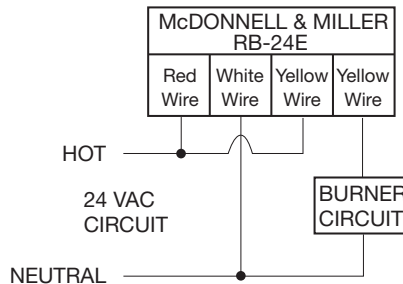 McDONNELL & MILLER
RB-24E
Red Wire
White Wire
Yellow Wire
Yellow Wire
HOT
24 VAC
CIRCUIT
BURNER
CIRCUIT
NEUTRAL